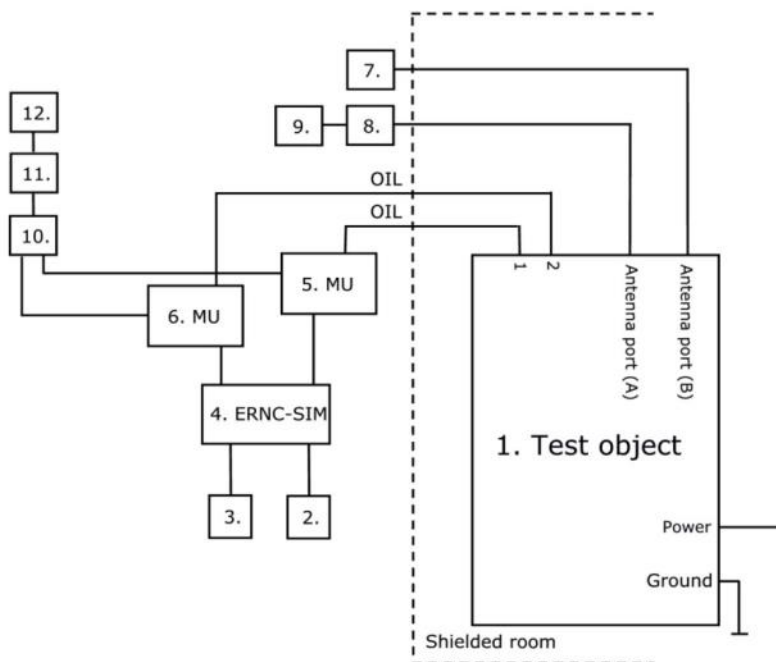 7.
12.
9.
8.
11.
OIL
OIL
10.
1
2
Antenna port (A)
Antenna port (B)
5. MU
6. MU
4. ERNC-SIM
1. Test object
3.
2.
Power
Ground
Shielded room